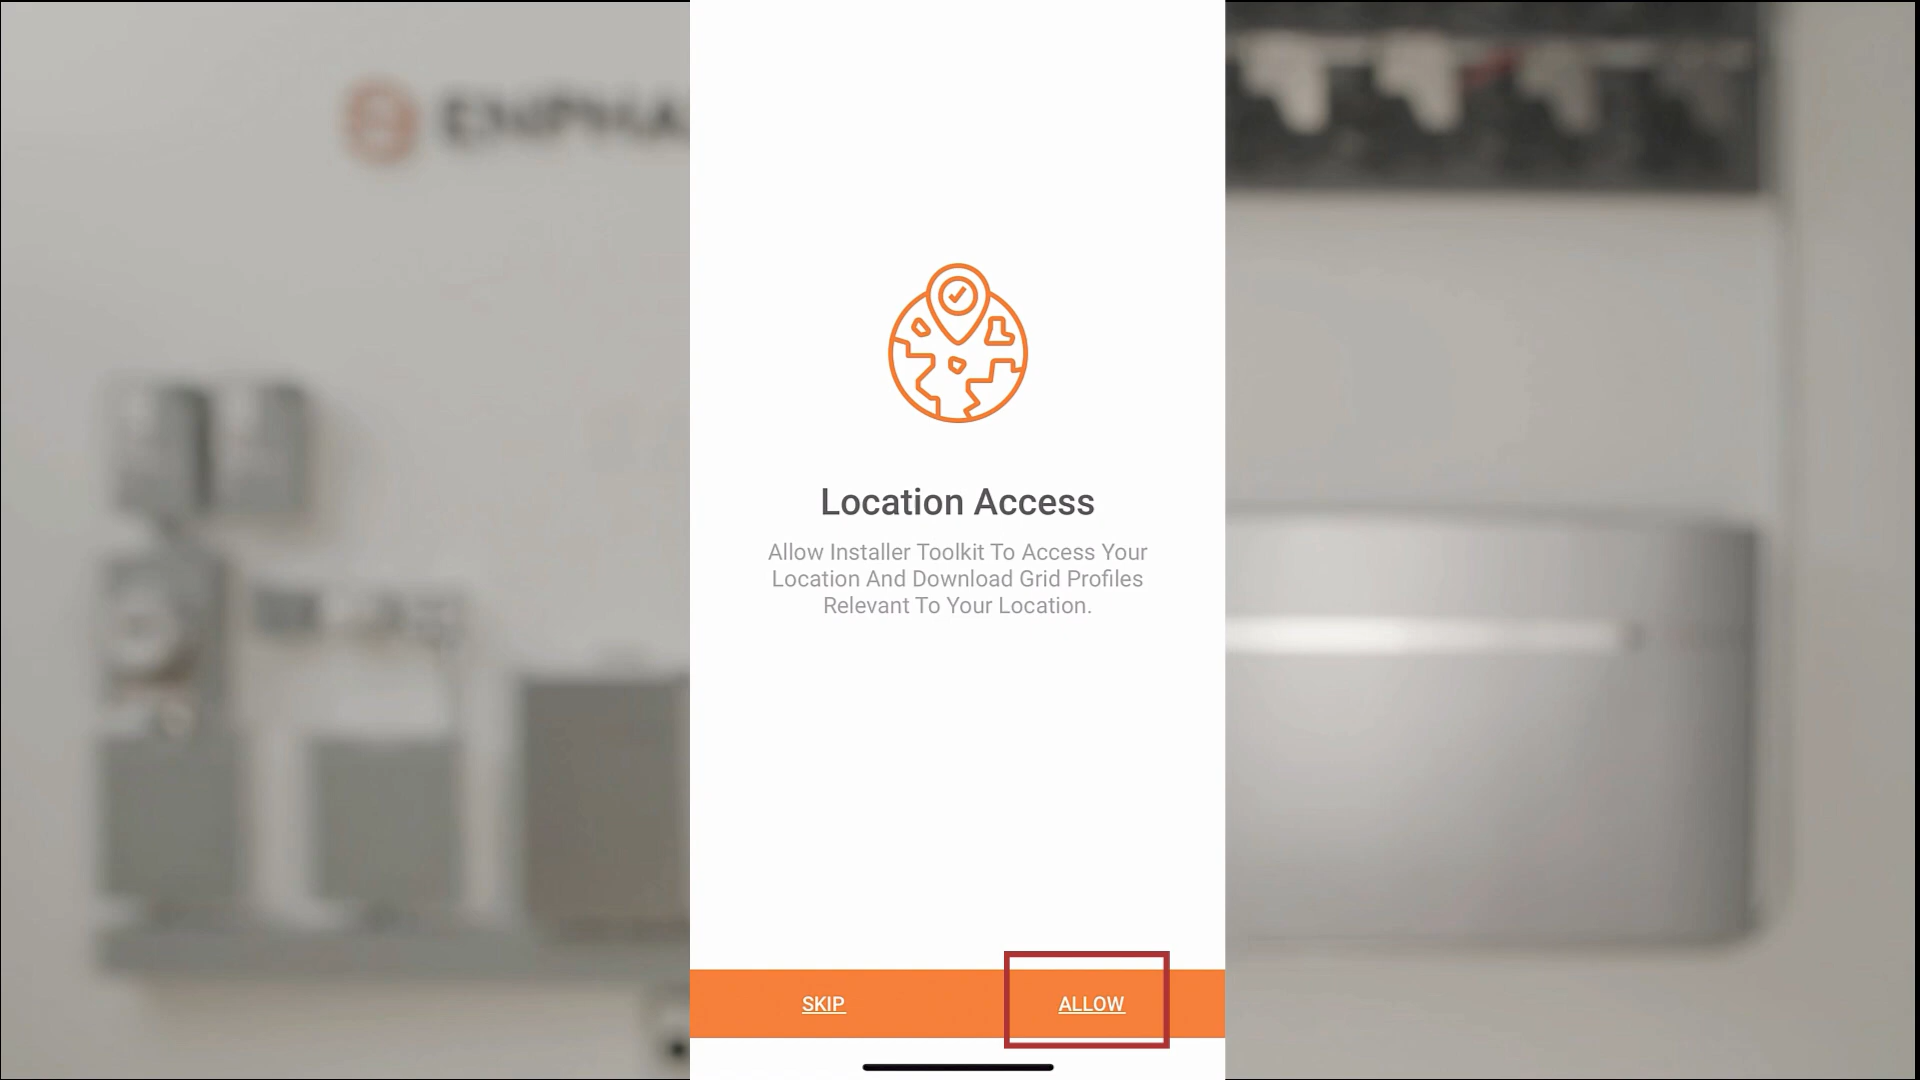 Location Access
Allow Installer Toolkit To Access Your
Location And Download Grid Profiles
Relevant To Your Location.
SKIP
ALLOW